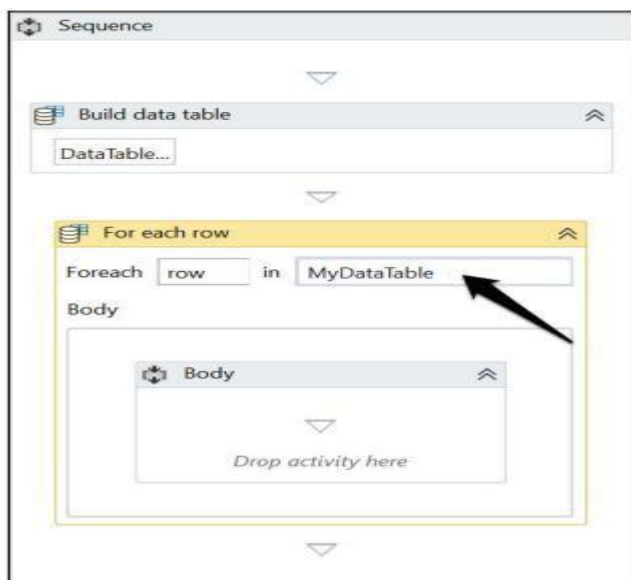 Sequence
Build data table
DataTable...
For each row
Foreach row in MyDataTable
Body
Body
Drop activity here